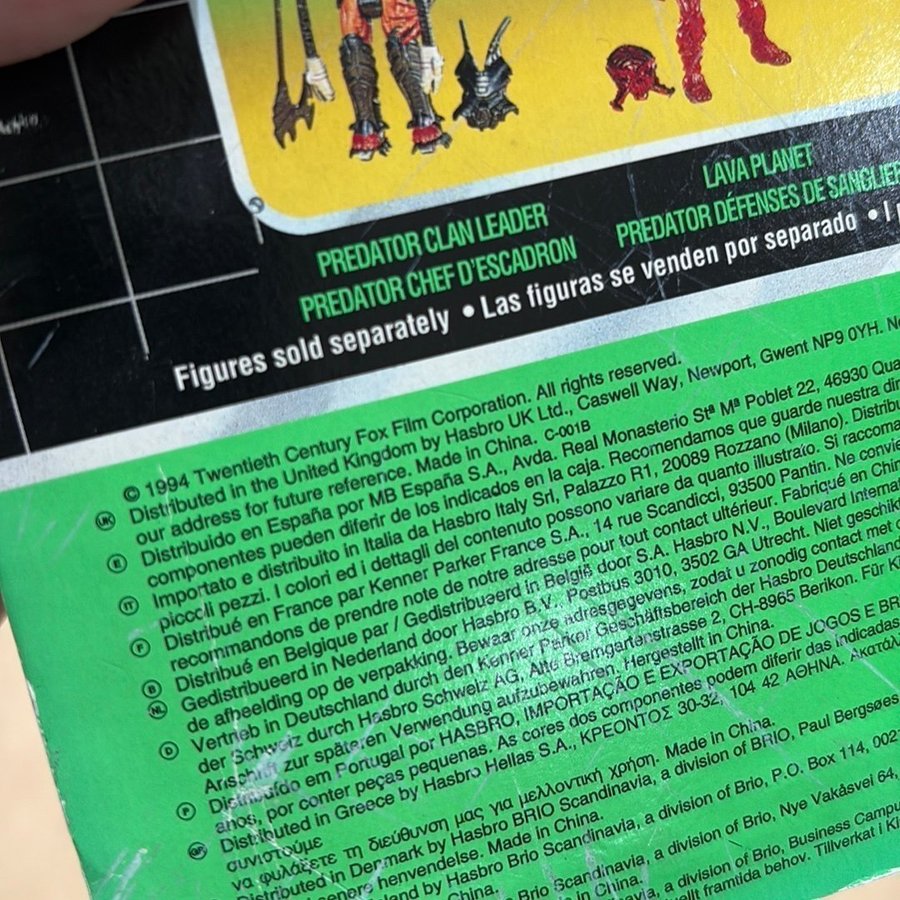 PREDATOR CLAN LEADER
PREDATOR CHEF D'ESCADRON
LAVA PLANET
PREDATOR DÉFENSES DE SANGLIER
Figures sold separately • Las figuras se venden por separado •
© 1994 Twentieth Century Fox Film Corporation. All rights reserved.
UK Distributed in the United Kingdom by Hasbro UK Ltd., Caswell Way, Newport, Gwent NP9 0YH.
our address for future reference. Made in China. C-001B
E Distribuido en España por MB España S.A., Avda. Real Monasterio Stª Mª Poblet 22, 46930
componentes pueden diferir de los indicados en la caja. Recomendamos que guarde nuestra
IT Importato e distribuito in Italia da Hasbro Italy Srl, Palazzo R1, 20089 Rozzano (Milano).
piccoli pezzi. I colori ed i dettagli del contenuto possono variare da quanto illustrato. Si
F Distribué en France par Kenner Parker France S.A., 14 rue Scandicci, 93500 Pantin. Ne
recommandons de prendre note de notre adresse pour tout contact ultérieur. Fabriqué en
B Distribué en Belgique par / Gedistribueerd in België door S.A. Hasbro N.V., Boulevard
NL Gedistribueerd in Nederland door Hasbro B.V., Postbus 3010, 3502 GA Utrecht. Niet
de afbeelding op de verpakking. Bewaar onze adresgegevens, zodat u zonodig contact met
D Vertrieb in Deutschland durch den Kenner Parker Geschäftsbereich der Hasbro Deutschland
der Schweiz durch Hasbro Schweiz AG, Alte Bremgartenstrasse 2, CH-8965 Berikon. Für
Anschrift zur späteren Verwendung aufzubewahren. Hergestellt in China.
P Distribuído em Portugal por HASBRO, IMPORTAÇÃO E EXPORTAÇÃO DE JOGOS E
anos, por conter peças pequenas. As cores dos componentes podem diferir das indicadas
GR Distributed in Greece by Hasbro Hellas S.A., ΚΡΕΟΝΤΟΣ 30-32, 104 42 ΑΘΗΝΑ.
συνιστούμε
να φυλάξετε τη διεύθυνση μας για μελλοντική χρήση. Made in China.
Distributed in Denmark by Hasbro BRIO Scandinavia, a division of BRIO, Paul
senere henvendelse. Made in China.
by Hasbro Brio Scandinavia, a division of Brio, P.O. Box 114,
China.
Brio Scandinavia, a division of Brio, Nye Vakåsvei 64,
in China.
a division of Brio, Business
framtida behov. Tillverkat i